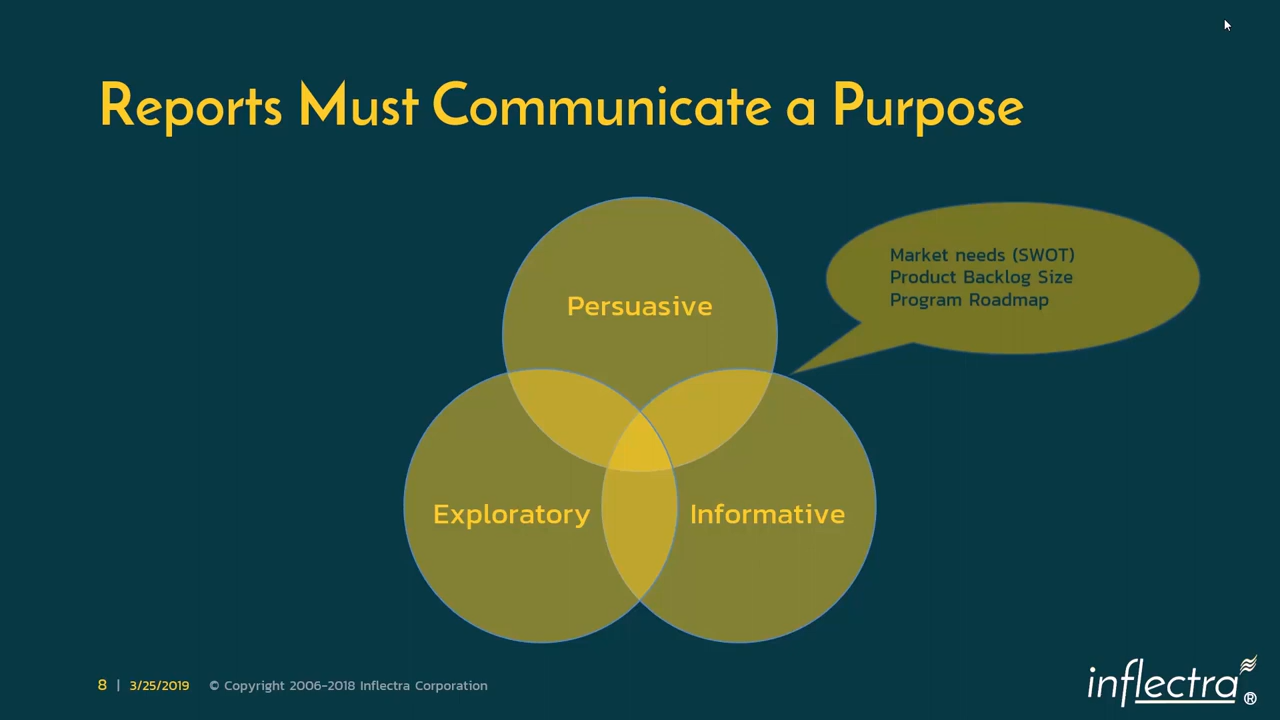 Reports Must Communicate a Purpose
Persuasive
Market needs (SWOT)
Product Backlog Size
Program Roadmap
Exploratory
Informative
8 | 3/25/2019 © Copyright 2006-2018 Inflectra Corporation
inflectra®